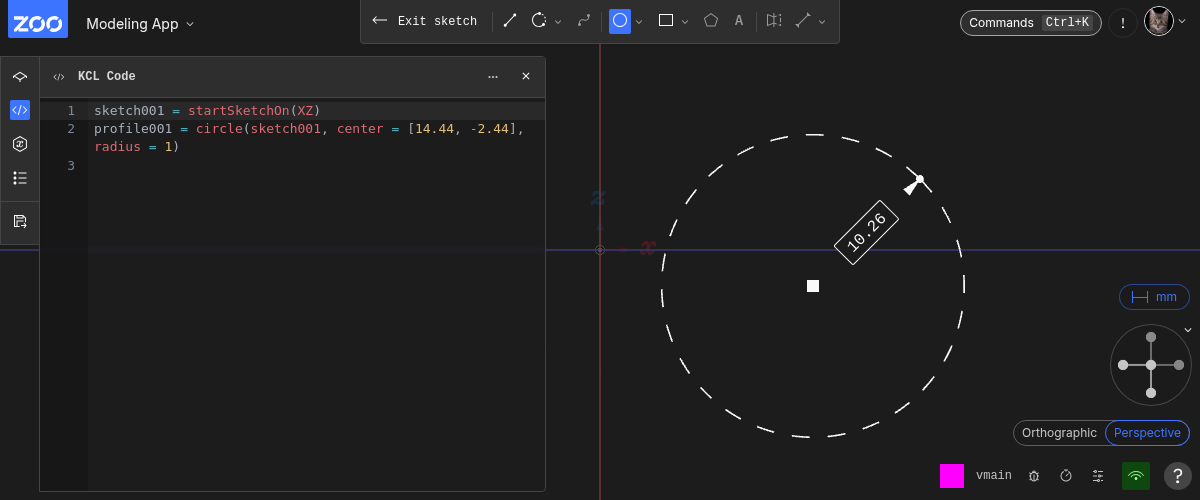 ZOO
Modeling App
Exit sketch
A
Commands Ctrl+K
!
</> KCL Code
1 sketch001 = startSketchOn(XZ)
2 profile001 = circle(sketch001, center = [14.44, -2.44],
radius = 1)
3
z
x
10.26
mm
Orthographic Perspective
vmain
?